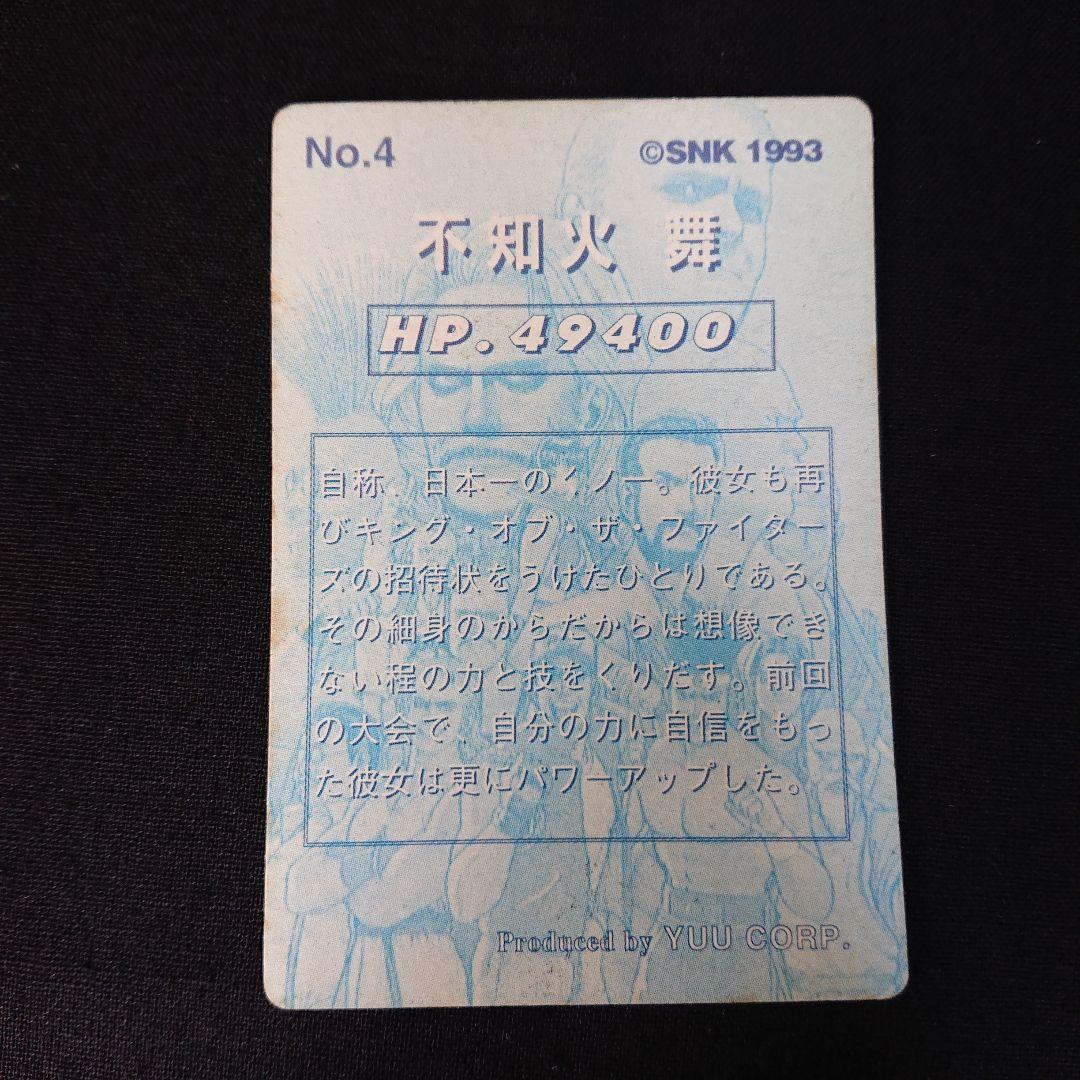 No.4 ©SNK 1993
不知火 舞
HP.49400
自称、日本一のくノ一。彼女も再
びキング・オブ・ザ・ファイター
ズの招待状をうけたひとりである。
その細身のからだからは想像でき
ない程の力と技をくりだす。前回
の大会で、自分の力に自信をもっ
た彼女は更にパワーアップした。
Produced by YUU CORP.